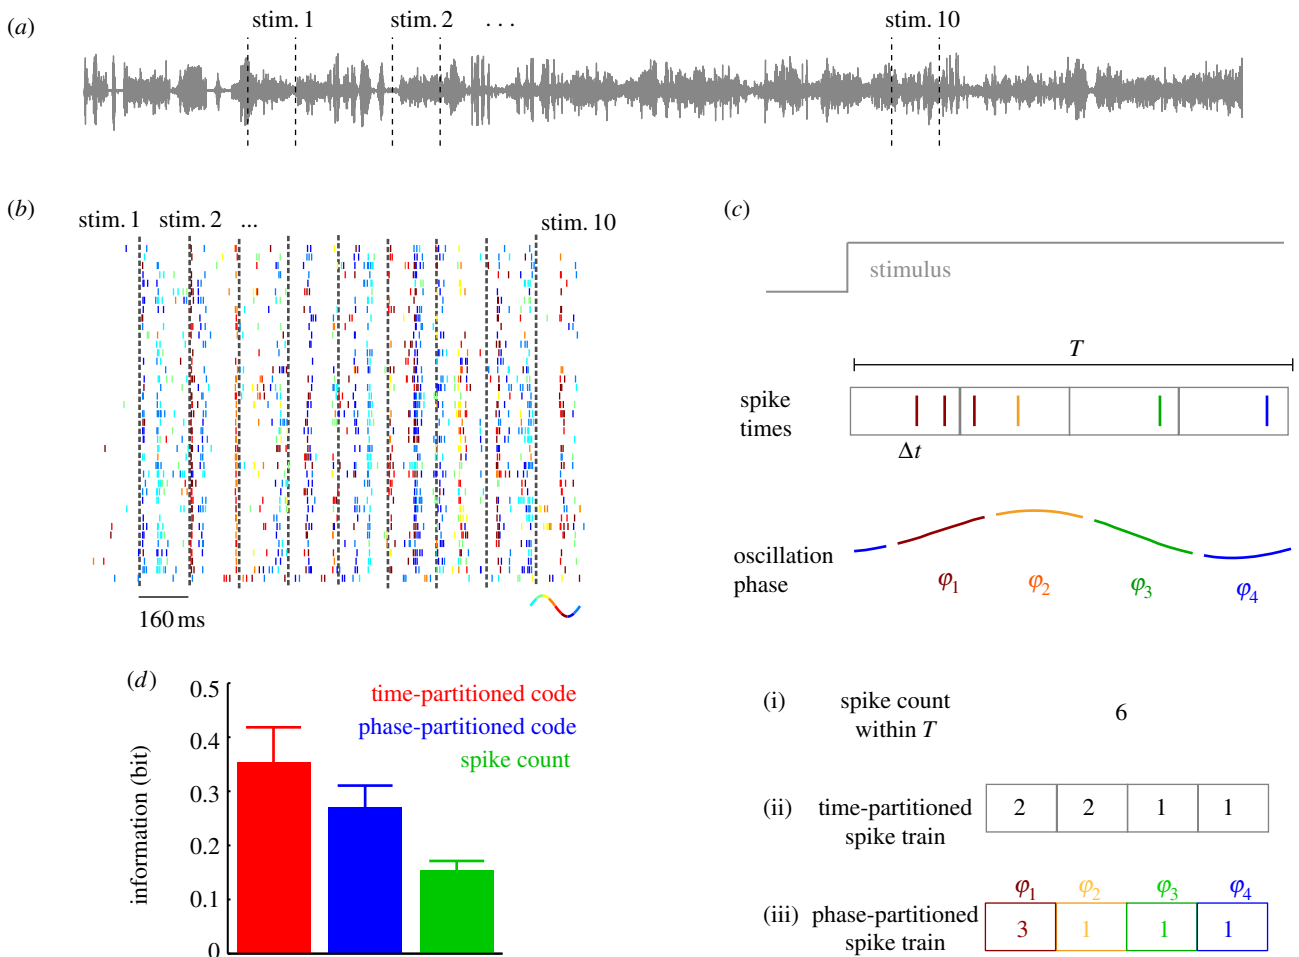 (a)
stim. 1 stim. 2 . . . stim. 10
(b)
stim. 1 stim. 2 ... stim. 10
160 ms
(c)
stimulus
T
spike
times
Δt
oscillation
phase
φ1 φ2 φ3 φ4
(d)
information (bit)
0.5
0.4
0.3
0.2
0.1
0
time-partitioned code
phase-partitioned code
spike count
(i) spike count
within T
6
(ii) time-partitioned
spike train
2 2 1 1
φ1 φ2 φ3 φ4
(iii) phase-partitioned
spike train
3 1 1 1